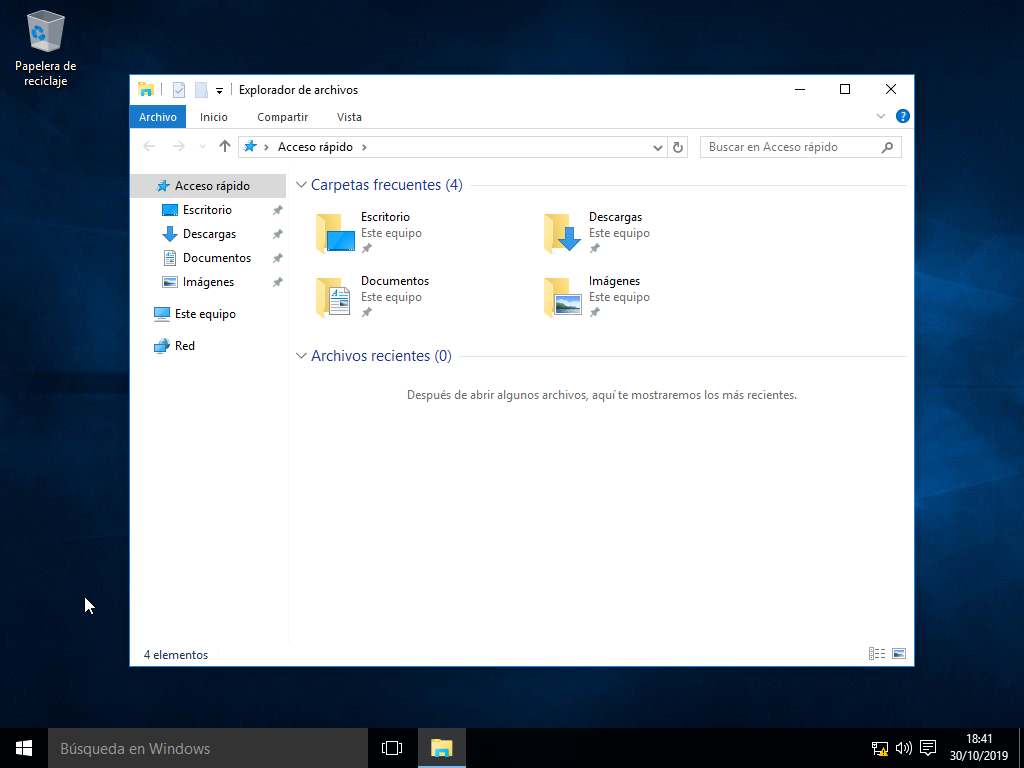 Papelera de
reciclaje
Explorador de archivos
Archivo Inicio Compartir Vista
Acceso rápido
Buscar en Acceso rápido
Acceso rápido
Escritorio
Descargas
Documentos
Imágenes
Este equipo
Red
Carpetas frecuentes (4)
Escritorio
Este equipo
Descargas
Este equipo
Documentos
Este equipo
Imágenes
Este equipo
Archivos recientes (0)
Después de abrir algunos archivos, aquí te mostraremos los más recientes.
4 elementos
Búsqueda en Windows
18:41
30/10/2019